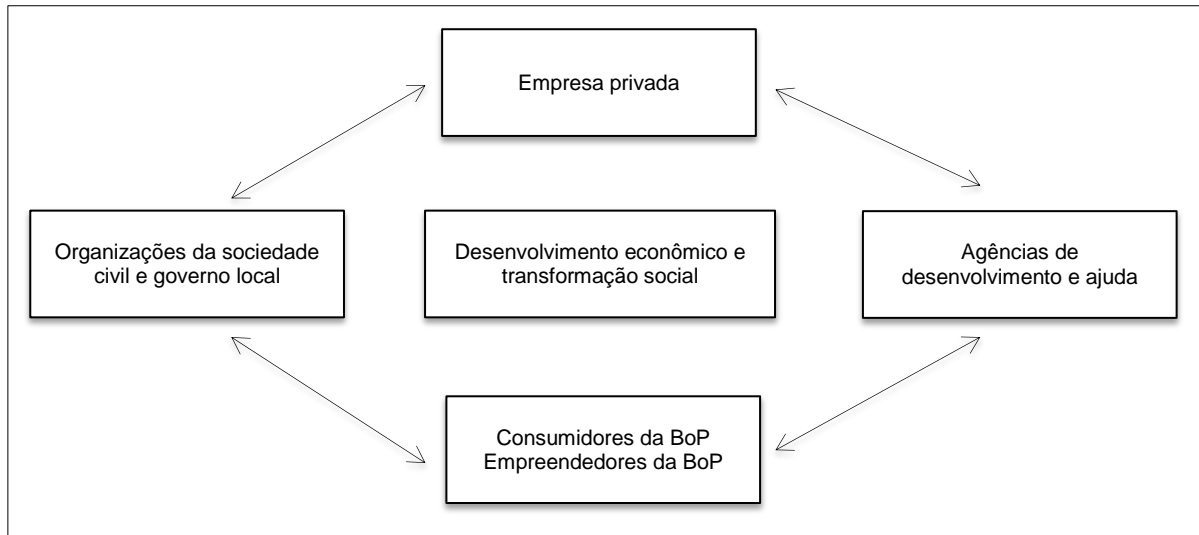 Empresa privada
Organizações da sociedade
civil e governo local
Desenvolvimento econômico e
transformação social
Agências de
desenvolvimento e ajuda
Consumidores da BoP
Empreendedores da BoP